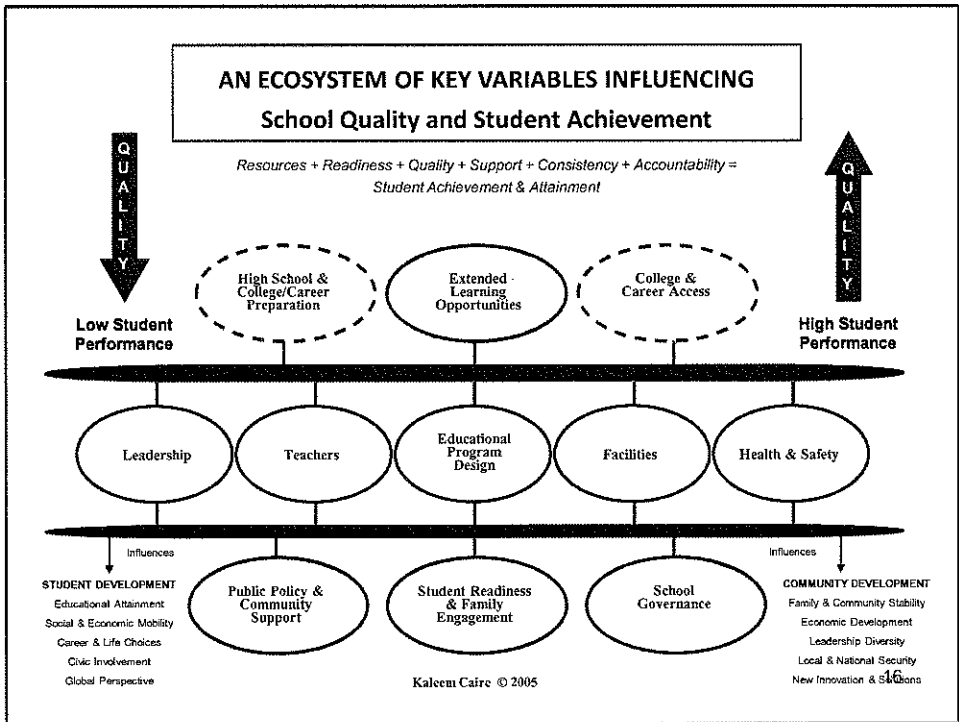 AN ECOSYSTEM OF KEY VARIABLES INFLUENCING
School Quality and Student Achievement
Resources + Readiness + Quality + Support + Consistency + Accountability =
Student Achievement & Attainment
QUALITY
Low Student
Performance
QUALITY
High Student
Performance
High School &
College/Career
Preparation
Extended -
Learning
Opportunities
College &
Career Access
Leadership
Teachers
Educational
Program
Design
Facilities
Health & Safety
Influences
STUDENT DEVELOPMENT
Educational Attainment
Social & Economic Mobility
Career & Life Choices
Civic Involvement
Global Perspective
Public Policy &
Community
Support
Student Readiness
& Family
Engagement
School
Governance
Influences
COMMUNITY DEVELOPMENT
Family & Community Stability
Economic Development
Leadership Diversity
Local & National Security
New Innovation & Solutions
Kaleem Caire © 2005
16